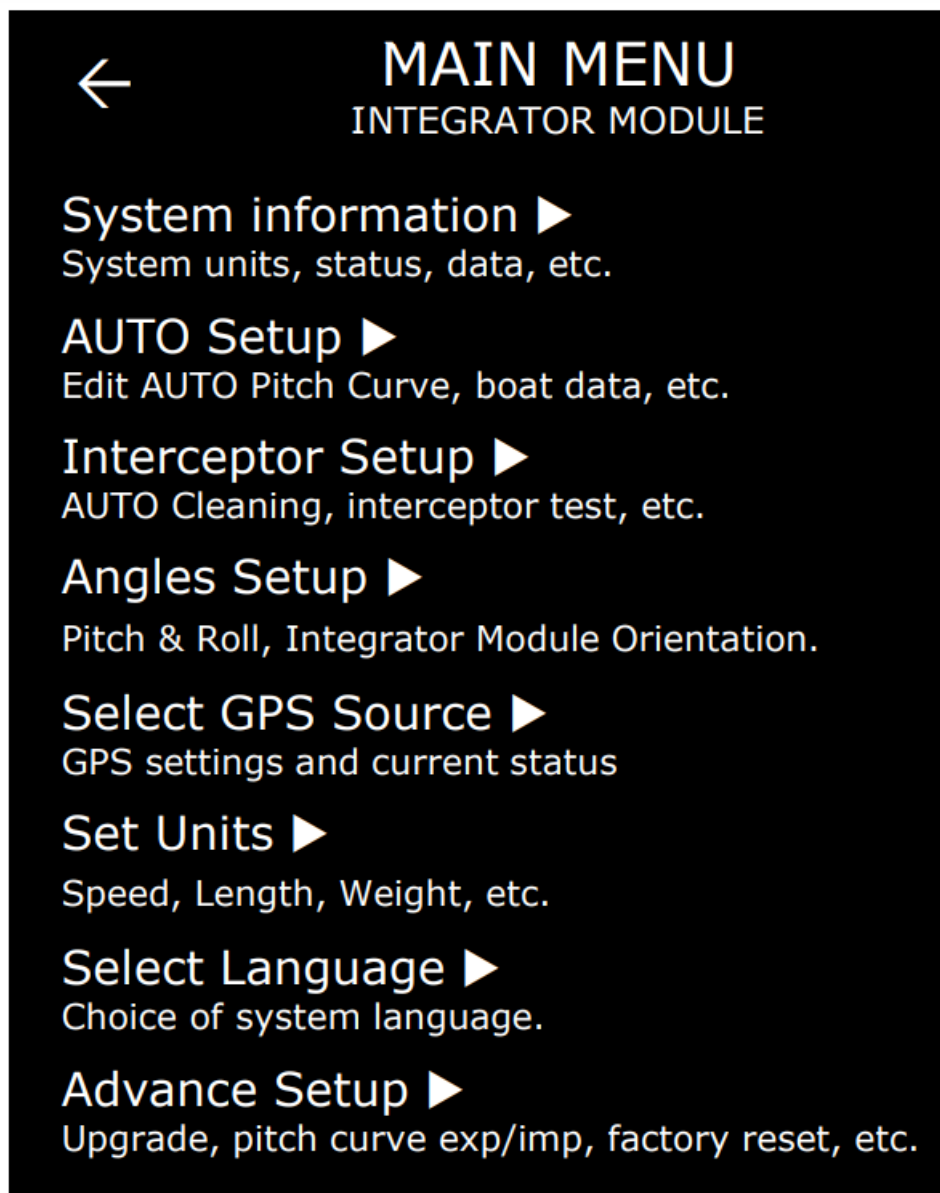 MAIN MENU
INTEGRATOR MODULE
System information
System units, status, data, etc.
AUTO Setup
Edit AUTO Pitch Curve, boat data, etc.
Interceptor Setup
AUTO Cleaning, interceptor test, etc.
Angles Setup
Pitch & Roll, Integrator Module Orientation.
Select GPS Source
GPS settings and current status
Set Units
Speed, Length, Weight, etc.
Select Language
Choice of system language.
Advance Setup
Upgrade, pitch curve exp/imp, factory reset, etc.